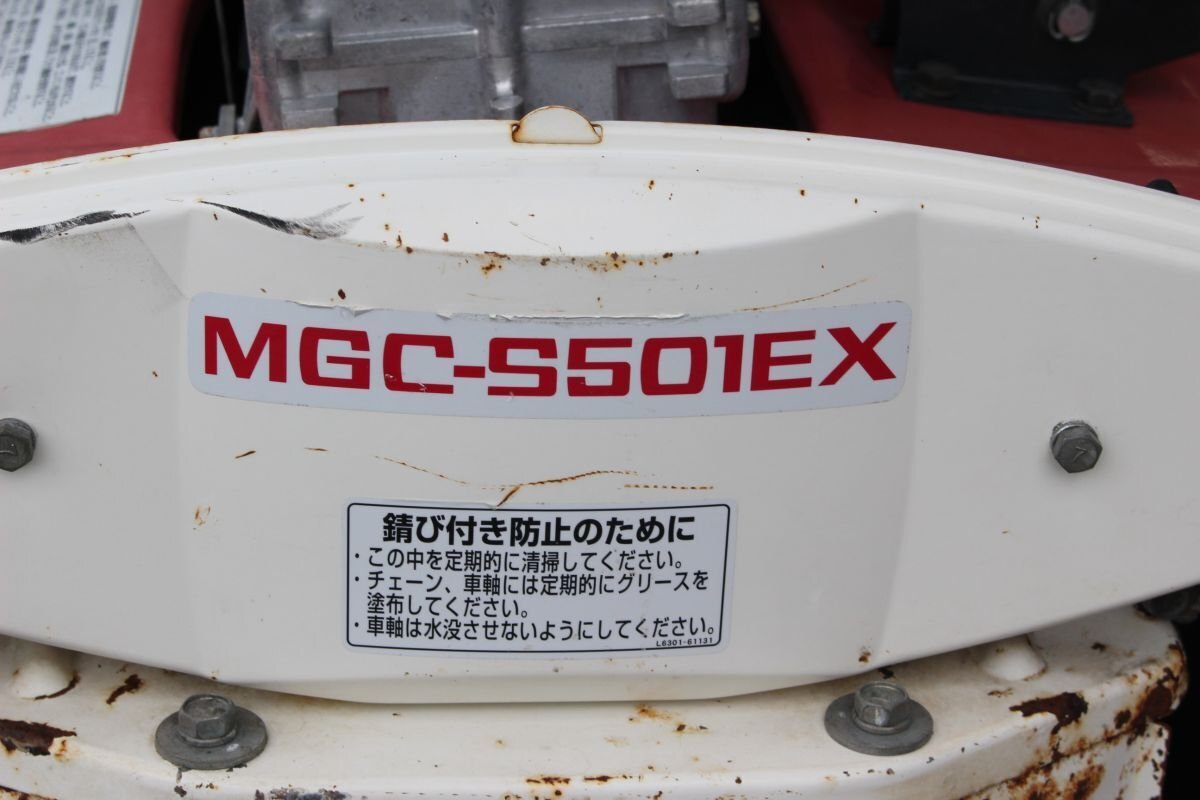 MGC-S501EX
錆び付き防止のために
・この中を定期的に清掃してください。
・チェーン、車軸には定期的にグリースを
塗布してください。
・車軸は水没させないようにしてください。
L6301-61131